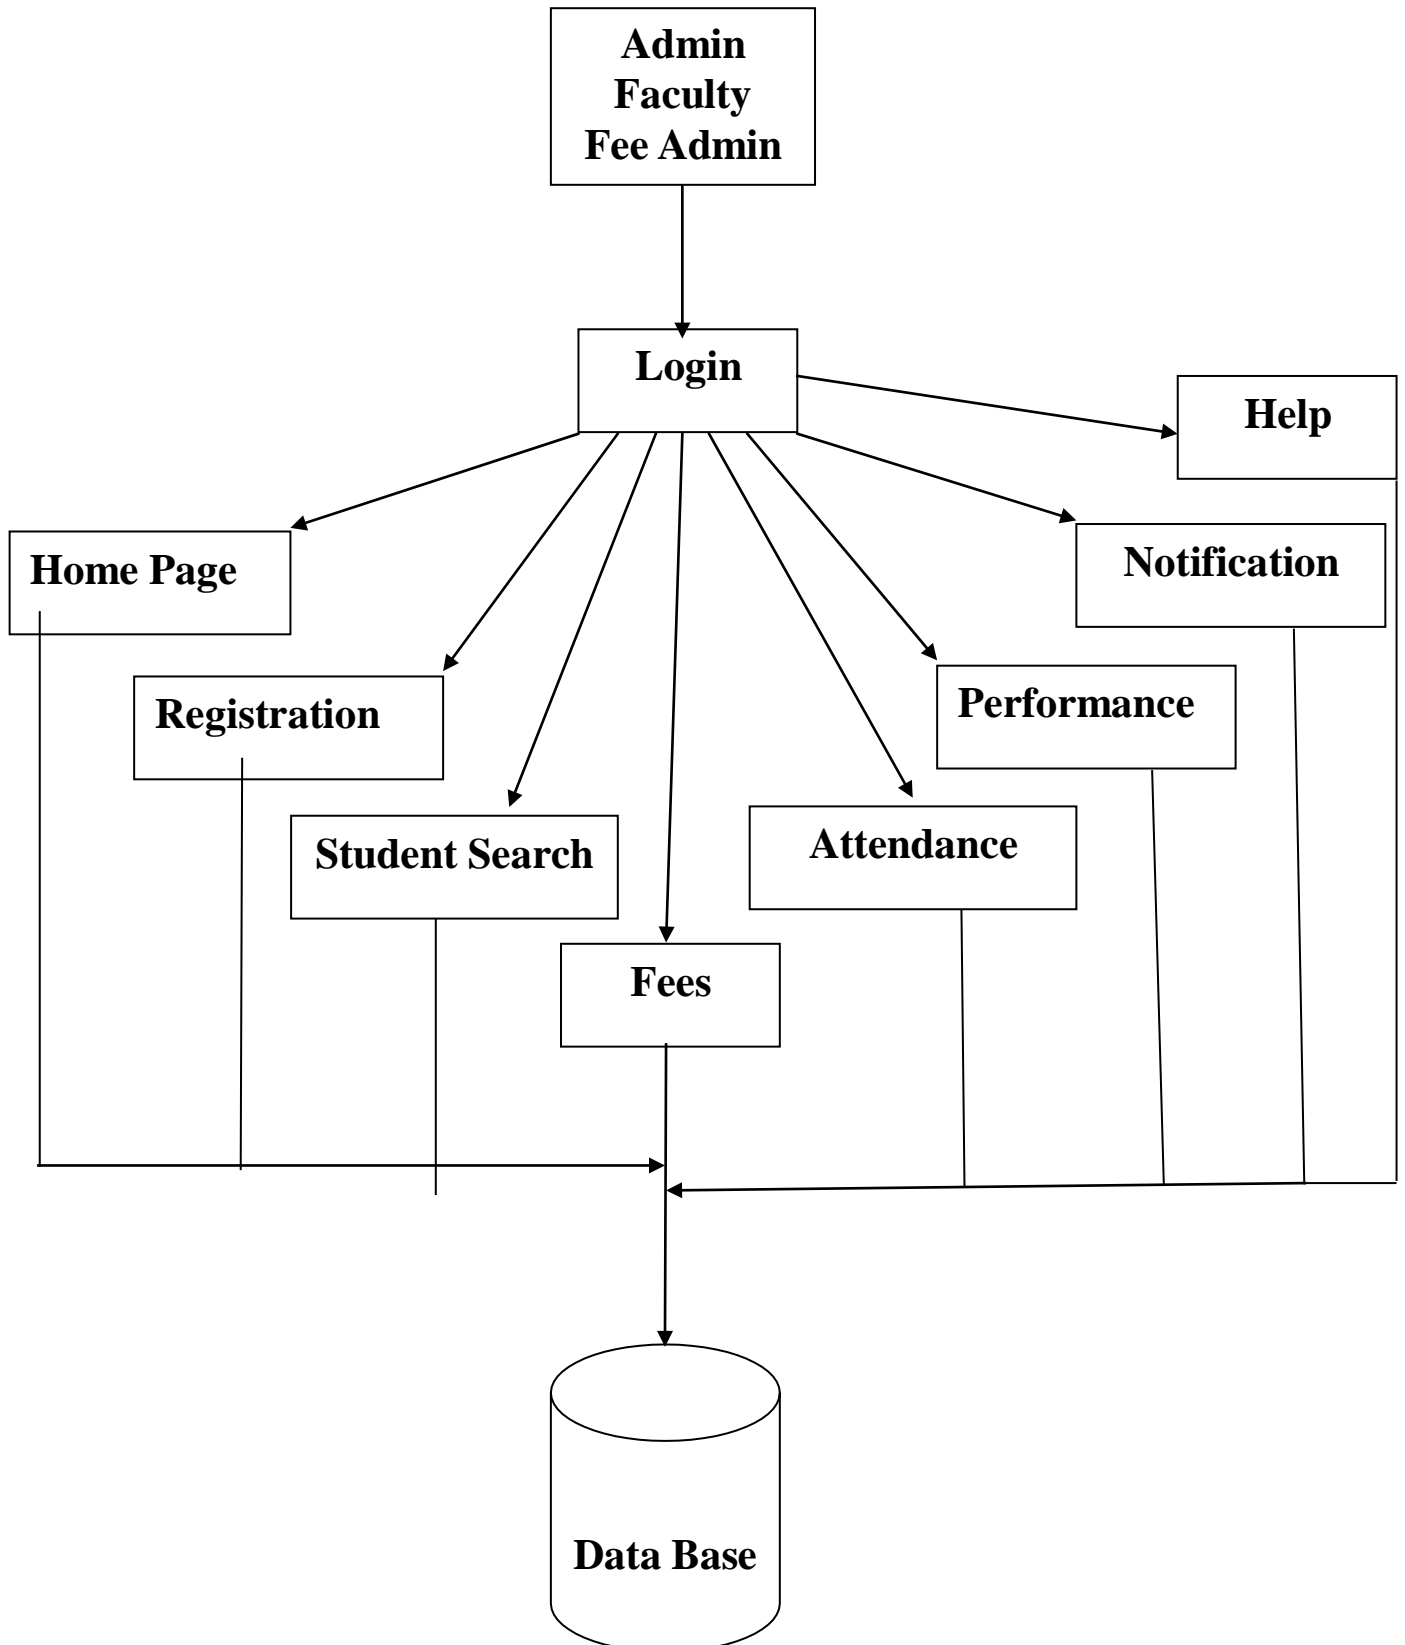 Admin
Faculty
Fee Admin
Login
Help
Home Page
Notification
Registration
Performance
Student Search
Attendance
Fees
Data Base